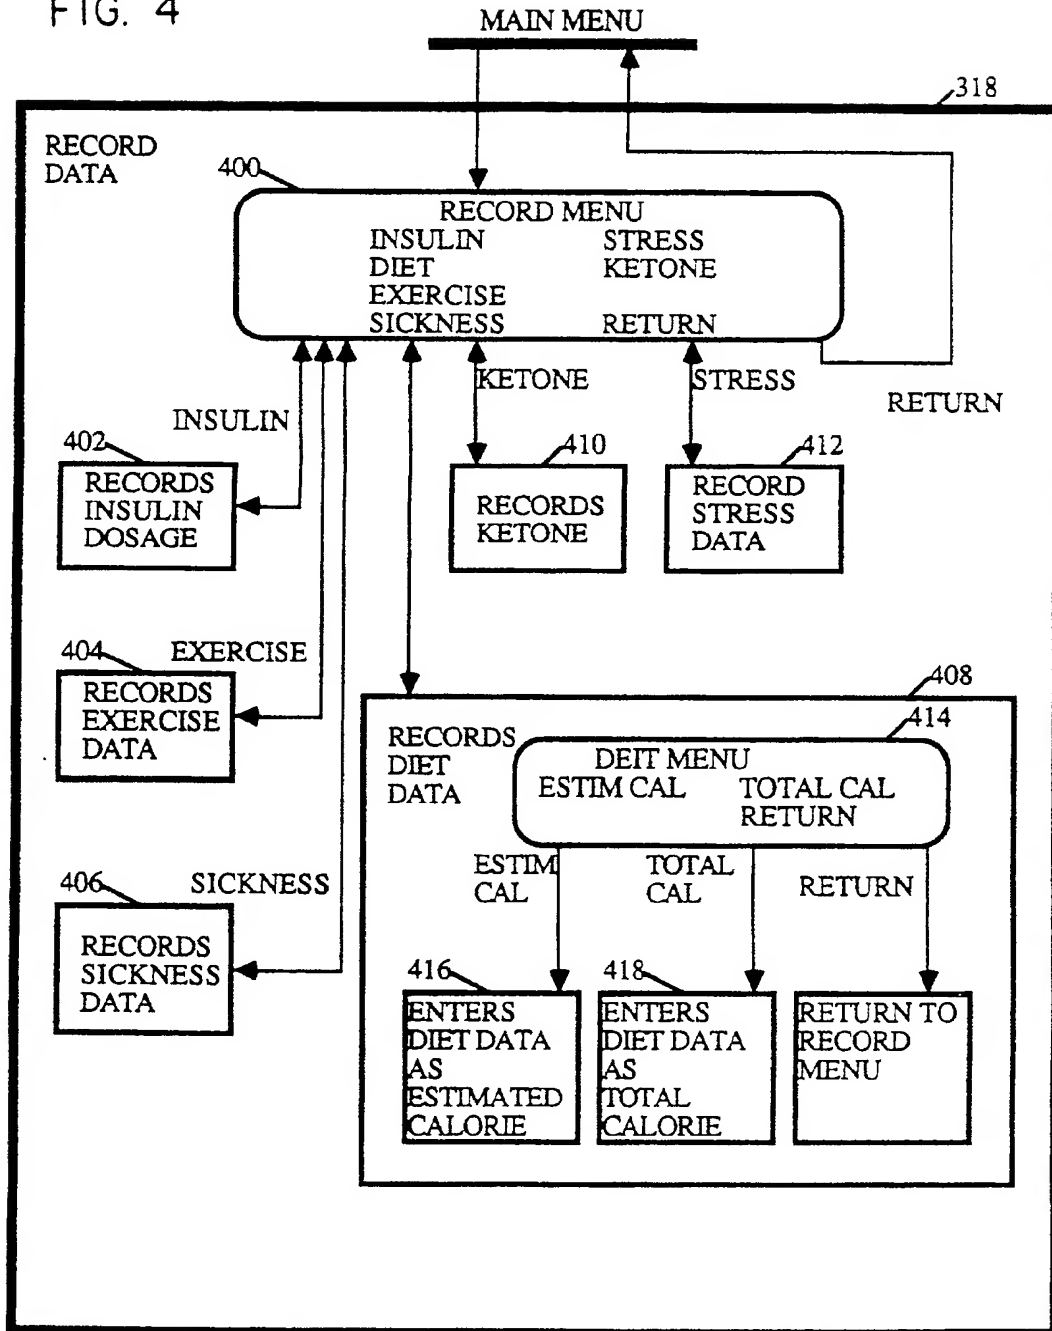 FIG. 4
MAIN MENU
318
RECORD
DATA
400
RECORD MENU
INSULIN STRESS
DIET KETONE
EXERCISE
SICKNESS RETURN
KETONE
STRESS
RETURN
INSULIN
402
RECORDS
INSULIN
DOSAGE
410
RECORDS
KETONE
412
RECORD
STRESS
DATA
404
EXERCISE
RECORDS
EXERCISE
DATA
408
RECORDS
DIET
DATA
414
DEIT MENU
ESTIM CAL TOTAL CAL
RETURN
ESTIM
CAL
TOTAL
CAL
RETURN
406
SICKNESS
RECORDS
SICKNESS
DATA
416
ENTERS
DIET DATA
AS
ESTIMATED
CALORIE
418
ENTERS
DIET DATA
AS
TOTAL
CALORIE
RETURN TO
RECORD
MENU